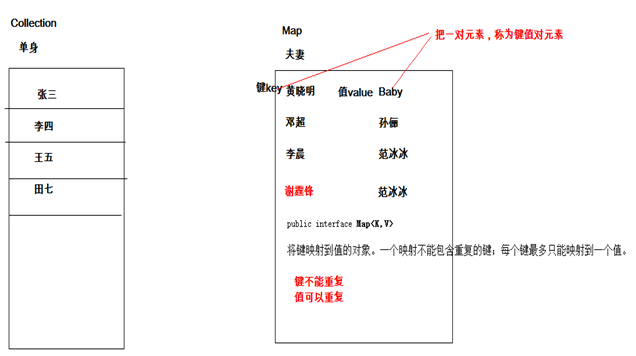 Collection
单身
张三
李四
王五
田七
Map
夫妻
把一对元素，称为键值对元素
键key 黄晓明 值value Baby
邓超 孙俪
李晨 范冰冰
谢霆锋 范冰冰
public interface Map<K,V>
将键映射到值的对象。一个映射不能包含重复的键；每个键最多只能映射到一个值。
键不能重复
值可以重复